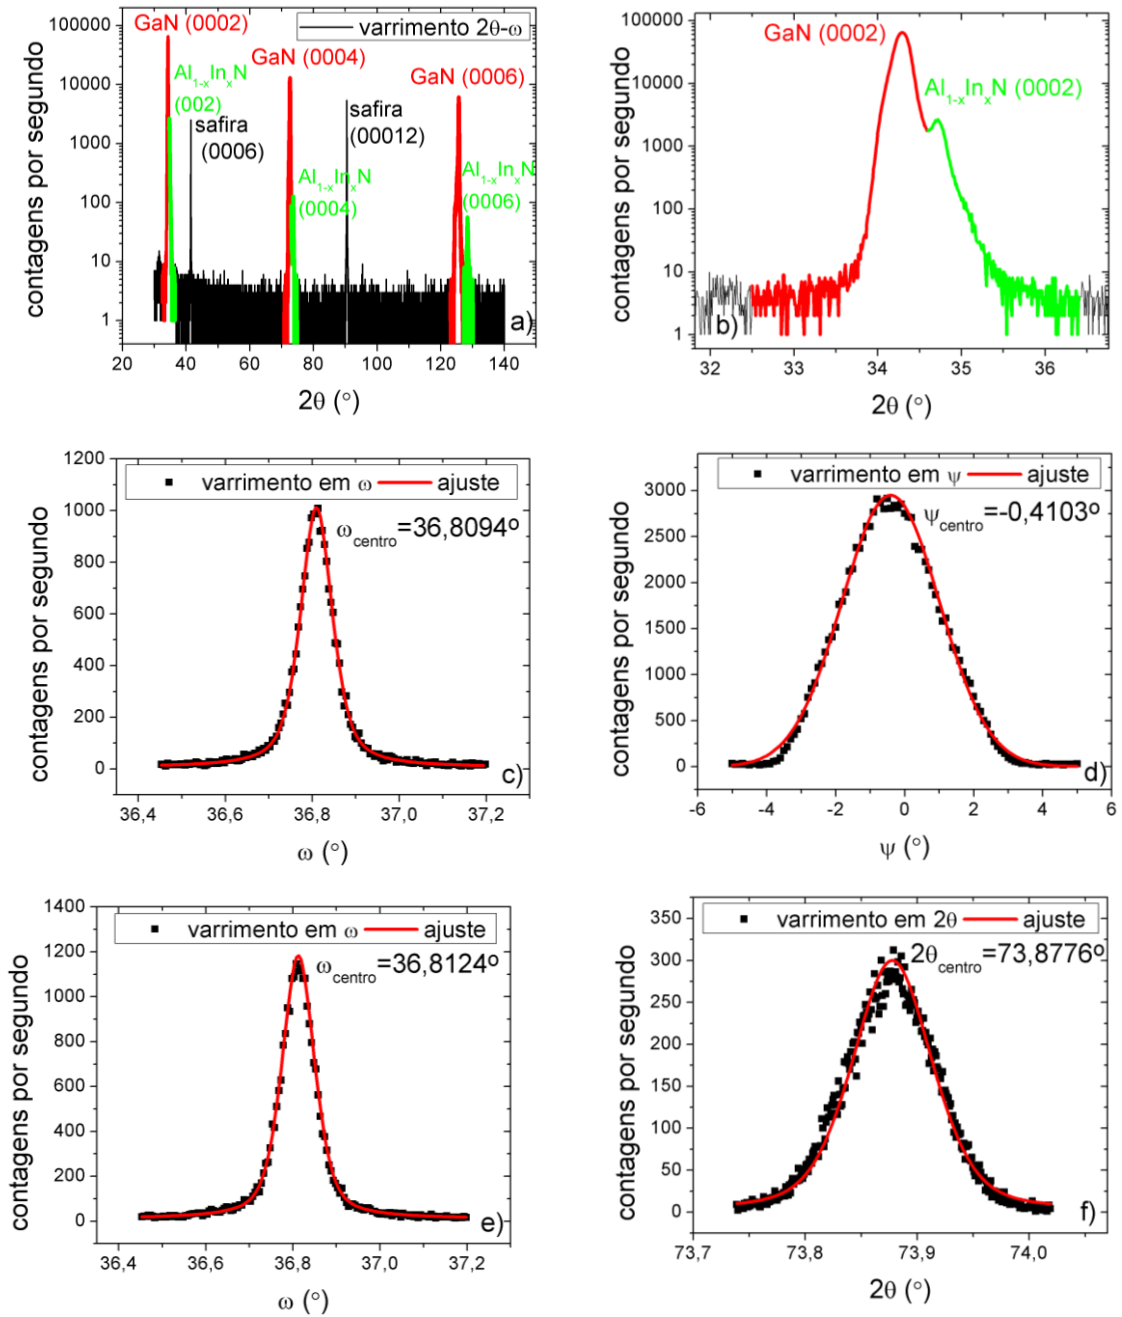 GaN (0002)
varrimento 2θ-ω
Al1-xInxN
(002)
GaN (0004)
GaN (0006)
safira
(0006)
safira
(00012)
Al1-xInxN
(0004)
Al1-xInxN
(0006)
100000
10000
1000
100
10
1
contagens por segundo
a)
20 40 60 80 100 120 140
2θ (°)
GaN (0002)
Al1-xInxN (0002)
100000
10000
1000
100
10
1
contagens por segundo
b)
32 33 34 35 36
2θ (°)
varrimento em ω ajuste
ωcentro=36,8094º
1200
1000
800
600
400
200
0
contagens por segundo
c)
36,4 36,6 36,8 37,0 37,2
ω (°)
varrimento em ψ ajuste
ψcentro=-0,4103º
3000
2500
2000
1500
1000
500
0
contagens por segundo
d)
-6 -4 -2 0 2 4 6
ψ (°)
varrimento em ω ajuste
ωcentro=36,8124º
1400
1200
1000
800
600
400
200
0
contagens por segundo
e)
36,4 36,6 36,8 37,0 37,2
ω (°)
varrimento em 2θ ajuste
2θcentro=73,8776º
350
300
250
200
150
100
50
0
contagens por segundo
f)
73,7 73,8 73,9 74,0
2θ (°)